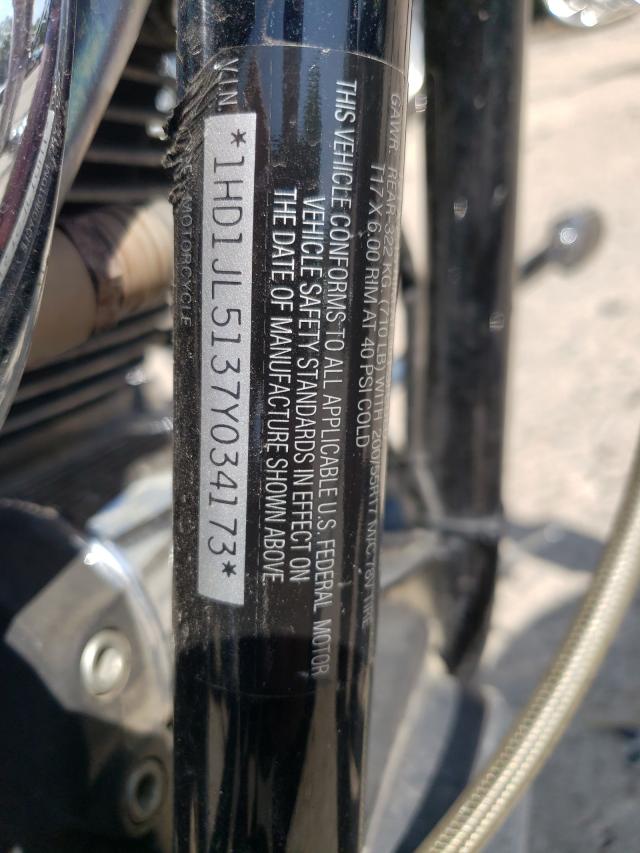 GAWR REAR 322 KG (710 LB) WITH 200/55R17 M/C 78V TIRE
T17 X 6.00 RIM AT 40 PSI COLD
THIS VEHICLE CONFORMS TO ALL APPLICABLE U.S. FEDERAL MOTOR
VEHICLE SAFETY STANDARDS IN EFFECT ON
THE DATE OF MANUFACTURE SHOWN ABOVE
VIN
*1HD1JL5137Y034173*
MOTORCYCLE